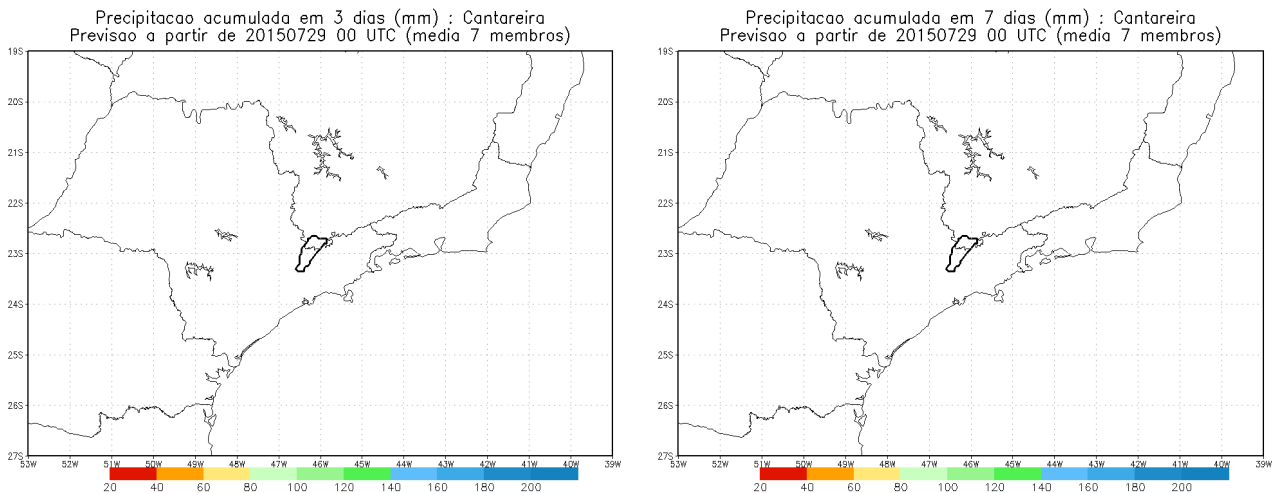 Precipitacao acumulada em 3 dias (mm) : Cantareira
Previsao a partir de 20150729 00 UTC (media 7 membros)
19S
20S
21S
22S
23S
24S
25S
26S
27S
53W 52W 51W 50W 49W 48W 47W 46W 45W 44W 43W 42W 41W 40W 39W
20 40 60 80 100 120 140 160 180 200
Precipitacao acumulada em 7 dias (mm) : Cantareira
Previsao a partir de 20150729 00 UTC (media 7 membros)
19S
20S
21S
22S
23S
24S
25S
26S
27S
53W 52W 51W 50W 49W 48W 47W 46W 45W 44W 43W 42W 41W 40W 39W
20 40 60 80 100 120 140 160 180 200